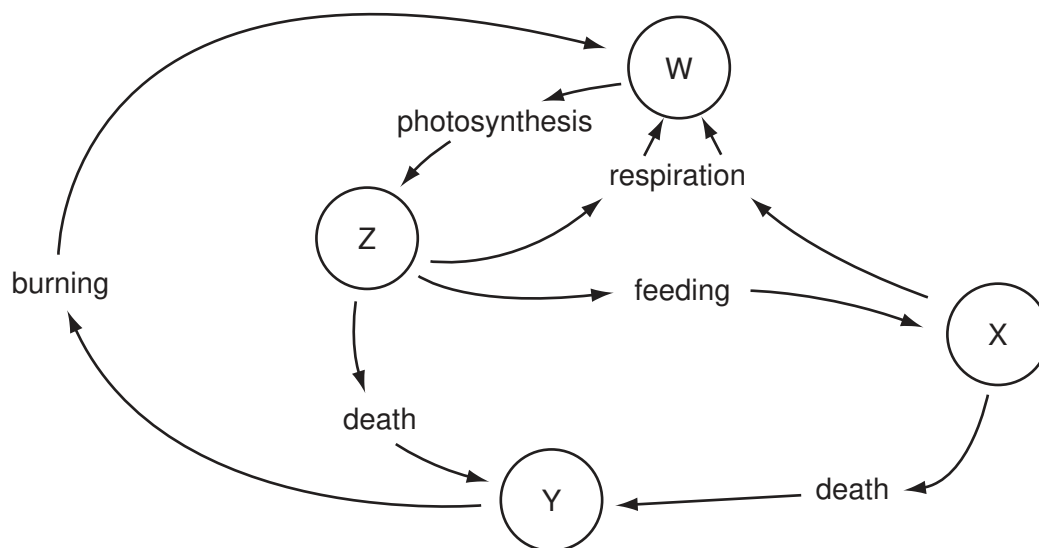 W
photosynthesis
respiration
Z
burning
feeding
X
death
Y
death